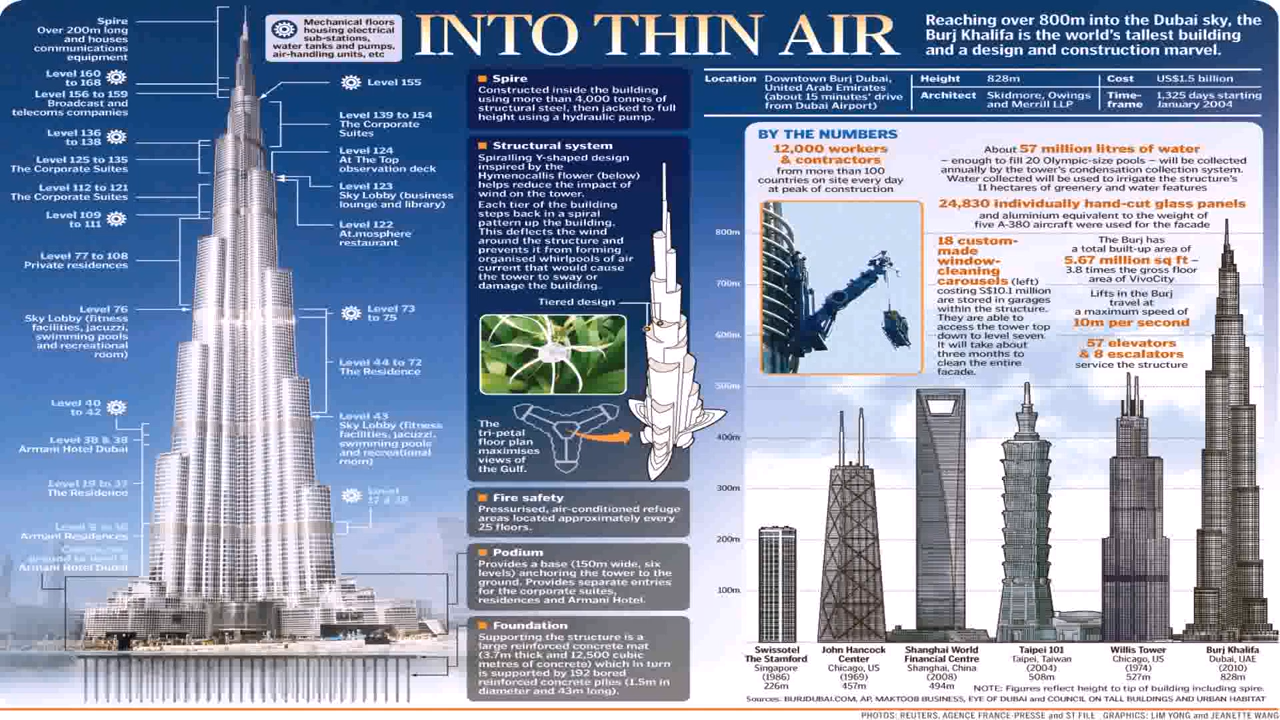 Spire
Over 200m long
and houses
communications
equipment
Level 160
to 168
Level 156 to 159
Broadcast and
telecoms companies
Level 136
to 138
Level 125 to 135
The Corporate Suites
Level 112 to 121
The Corporate Suites
Level 109
to 111
Level 77 to 108
Private residences
Level 76
Sky Lobby (fitness
facilities, jacuzzi,
swimming pools
and recreational
room)
Level 40
to 42
Level 38 & 39
Armani Hotel Dubai
Level 19 to 37
The Residence
Armani Residences
Armani Hotel Dubai
Mechanical floors
housing electrical
sub-stations,
water tanks and pumps,
air-handling units, etc
Level 155
Level 139 to 154
The Corporate
Suites
Level 124
At The Top
observation deck
Level 123
Sky Lobby (business
lounge and library)
Level 122
At.mosphere
restaurant
Level 73
to 75
Level 44 to 72
The Residence
Level 43
Sky Lobby (fitness
facilities, jacuzzi,
swimming pools
and recreational
room)
Level
INTO THIN AIR
Reaching over 800m into the Dubai sky, the
Burj Khalifa is the world's tallest building
and a design and construction marvel.
Spire
Constructed inside the building
using more than 4,000 tonnes of
structural steel, then jacked to full
height using a hydraulic pump.
Structural system
Spiralling Y-shaped design
inspired by the
Hymenocallis flower (below)
helps reduce the impact of
wind on the tower.
Each tier of the building
steps back in a spiral
pattern up the building.
This deflects the wind
around the structure and
prevents it from forming
organised whirlpools of air
current that would cause
the tower to sway or
damage the building.
Tiered design
The
tri-petal
floor plan
maximises
views of
the Gulf.
Fire safety
Pressurised, air-conditioned refuge
areas located approximately every
25 floors.
Podium
Provides a base (150m wide, six
levels) anchoring the tower to the
ground. Provides separate entries
for the corporate suites,
residences and Armani Hotel.
Foundation
Supporting the structure is a
large reinforced concrete mat
(3.7m thick and 12,500 cubic
metres of concrete) which in turn
is supported by 192 bored
reinforced concrete piles (1.5m in
diameter and 43m long).
Location Downtown Burj Dubai,
United Arab Emirates
(about 15 minutes' drive
from Dubai Airport)
Height 828m
Architect Skidmore, Owings
and Merrill LLP
Cost US$1.5 billion
Time-
frame 1,325 days starting
January 2004
BY THE NUMBERS
12,000 workers
& contractors
from more than 100
countries on site every day
at peak of construction
About 57 million litres of water
– enough to fill 20 Olympic-size pools – will be collected
annually by the tower's condensation collection system.
Water collected will be used to irrigate the structure's
11 hectares of greenery and water features
24,830 individually hand-cut glass panels
and aluminium equivalent to the weight of
five A-380 aircraft were used for the facade
18 custom-
made
window-
cleaning
carousels (left)
costing S$10.1 million
are stored in garages
within the structure.
They are able to
access the tower top
down to level seven.
It will take about
three months to
clean the entire
facade.
The Burj has
a total built-up area of
5.67 million sq ft –
3.8 times the gross floor
area of VivoCity
Lifts in the Burj
travel at
a maximum speed of
10m per second
57 elevators
& 8 escalators
service the structure
800m
700m
600m
500m
400m
300m
200m
100m
Swissotel
The Stamford
Singapore
(1986)
226m
John Hancock
Center
Chicago, US
(1969)
457m
Shanghai World
Financial Centre
Shanghai, China
(2008)
494m
Taipei 101
Taipei, Taiwan
(2004)
508m
Willis Tower
Chicago, US
(1974)
527m
Burj Khalifa
Dubai, UAE
(2010)
828m
NOTE: Figures reflect height to tip of building including spire.
Sources: BURJDUBAI.COM, AP, MAKTOOB BUSINESS, EYE OF DUBAI and COUNCIL ON TALL BUILDINGS AND URBAN HABITAT
PHOTOS: REUTERS, AGENCE FRANCE-PRESSE and ST FILE GRAPHICS: LIM YONG and JEANETTE WANG